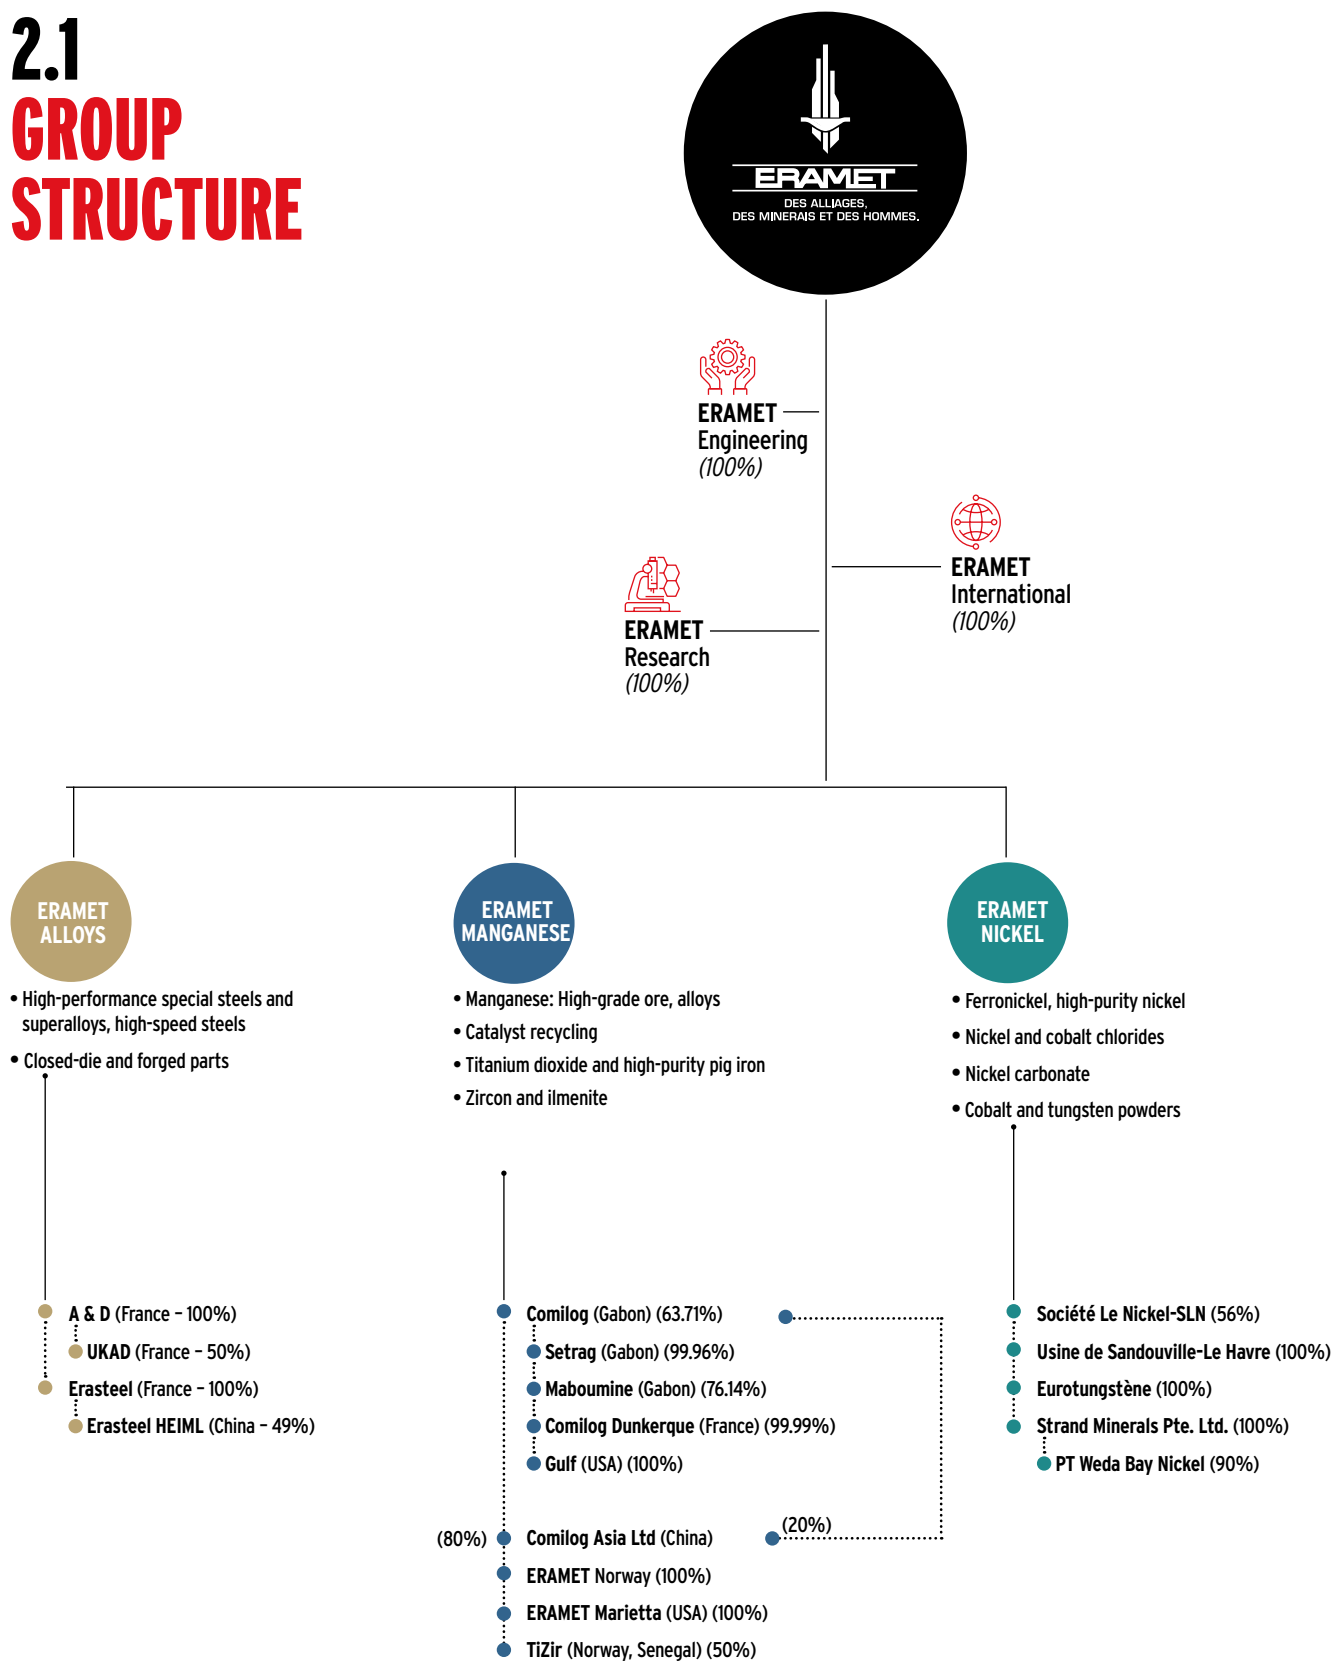 2.1
GROUP
STRUCTURE
ERAMET
DES ALLIAGES,
DES MINERAIS ET DES HOMMES.
ERAMET
Engineering
(100%)
ERAMET
International
(100%)
ERAMET
Research
(100%)
ERAMET
ALLOYS
• High-performance special steels and
superalloys, high-speed steels
• Closed-die and forged parts
A & D (France – 100%)
UKAD (France – 50%)
Erasteel (France – 100%)
Erasteel HEIML (China – 49%)
ERAMET
MANGANESE
• Manganese: High-grade ore, alloys
• Catalyst recycling
• Titanium dioxide and high-purity pig iron
• Zircon and ilmenite
Comilog (Gabon) (63.71%)
Setrag (Gabon) (99.96%)
Maboumine (Gabon) (76.14%)
Comilog Dunkerque (France) (99.99%)
Gulf (USA) (100%)
(80%) Comilog Asia Ltd (China) (20%)
ERAMET Norway (100%)
ERAMET Marietta (USA) (100%)
TiZir (Norway, Senegal) (50%)
ERAMET
NICKEL
• Ferronickel, high-purity nickel
• Nickel and cobalt chlorides
• Nickel carbonate
• Cobalt and tungsten powders
Société Le Nickel-SLN (56%)
Usine de Sandouville-Le Havre (100%)
Eurotungstène (100%)
Strand Minerals Pte. Ltd. (100%)
PT Weda Bay Nickel (90%)